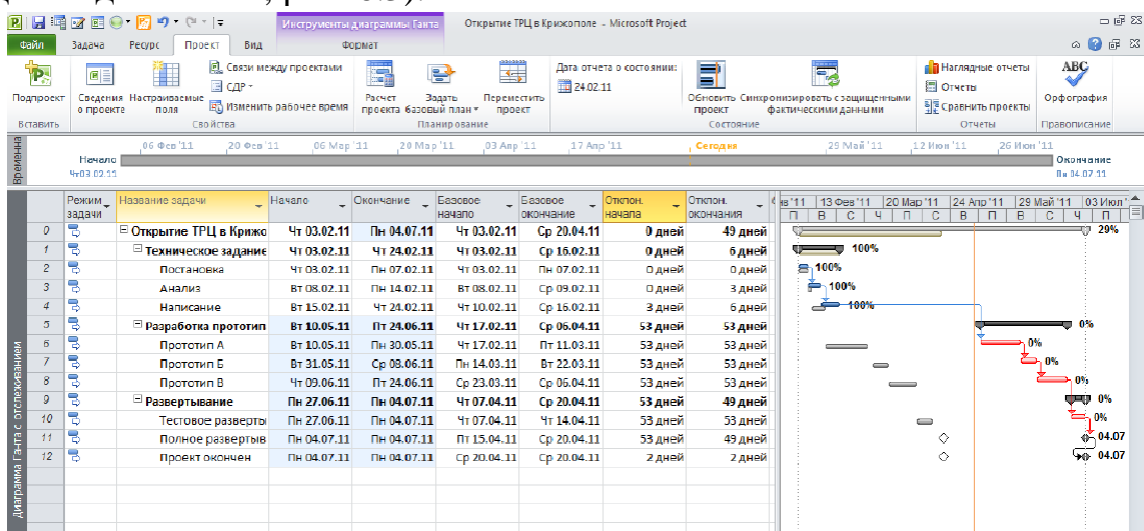 Инструменты диаграммы Ганта
Открытие ТРЦ в Крижополе - Microsoft Project
Файл Задача Ресурс Проект Вид Формат
Подпроект
Сведения о проекте
Настраиваемые поля
Связи между проектами
СДР
Изменить рабочее время
Расчет проекта
Задать базовый план
Переместить проект
Дата отчета о состоянии:
24.02.11
Обновить проект
Синхронизировать с защищенными фактическими данными
Наглядные отчеты
Отчеты
Сравнить проекты
ABC
Орфография
Вставить Свойства Планирование Состояние Отчеты Правописание
Временна
06 Фев '11 20 Фев '11 06 Мар '11 20 Мар '11 03 Апр '11 17 Апр '11 Сегодня 29 Май '11 12 Июн '11 26 Июн '11
Начало
Чт 03.02.11
Окончание
Пн 04.07.11
Режим задачи Название задачи Начало Окончание Базовое начало Базовое окончание Отклон. начала Отклон. окончания
13 Фев '11 20 Мар '11 24 Апр '11 29 Май '11 03 Июл '
П В С Ч П С В П В С Ч П
0 Открытие ТРЦ в Крижо Чт 03.02.11 Пн 04.07.11 Чт 03.02.11 Ср 20.04.11 0 дней 49 дней 29%
1 Техническое задание Чт 03.02.11 Чт 24.02.11 Чт 03.02.11 Ср 16.02.11 0 дней 6 дней 100%
2 Постановка Чт 03.02.11 Пн 07.02.11 Чт 03.02.11 Пн 07.02.11 0 дней 0 дней 100%
3 Анализ Вт 08.02.11 Пн 14.02.11 Вт 08.02.11 Ср 09.02.11 0 дней 3 дней 100%
4 Написание Вт 15.02.11 Чт 24.02.11 Чт 10.02.11 Ср 16.02.11 3 дней 6 дней 100%
5 Разработка прототип Вт 10.05.11 Пт 24.06.11 Чт 17.02.11 Ср 06.04.11 53 дней 53 дней 0%
6 Прототип А Вт 10.05.11 Пн 30.05.11 Чт 17.02.11 Пт 11.03.11 53 дней 53 дней 0%
7 Прототип Б Вт 31.05.11 Ср 08.06.11 Пн 14.03.11 Вт 22.03.11 53 дней 53 дней 0%
8 Прототип В Чт 09.06.11 Пт 24.06.11 Ср 23.03.11 Ср 06.04.11 53 дней 53 дней 0%
9 Развертывание Пн 27.06.11 Пн 04.07.11 Чт 07.04.11 Ср 20.04.11 53 дней 49 дней 0%
10 Тестовое разверты Пн 27.06.11 Пн 04.07.11 Чт 07.04.11 Чт 14.04.11 53 дней 53 дней 0%
11 Полное развертыв Пн 04.07.11 Пн 04.07.11 Пт 15.04.11 Ср 20.04.11 53 дней 49 дней 04.07
12 Проект окончен Пн 04.07.11 Пн 04.07.11 Ср 20.04.11 Ср 20.04.11 2 дней 2 дней 04.07
Диаграмма Ганта с отслеживанием